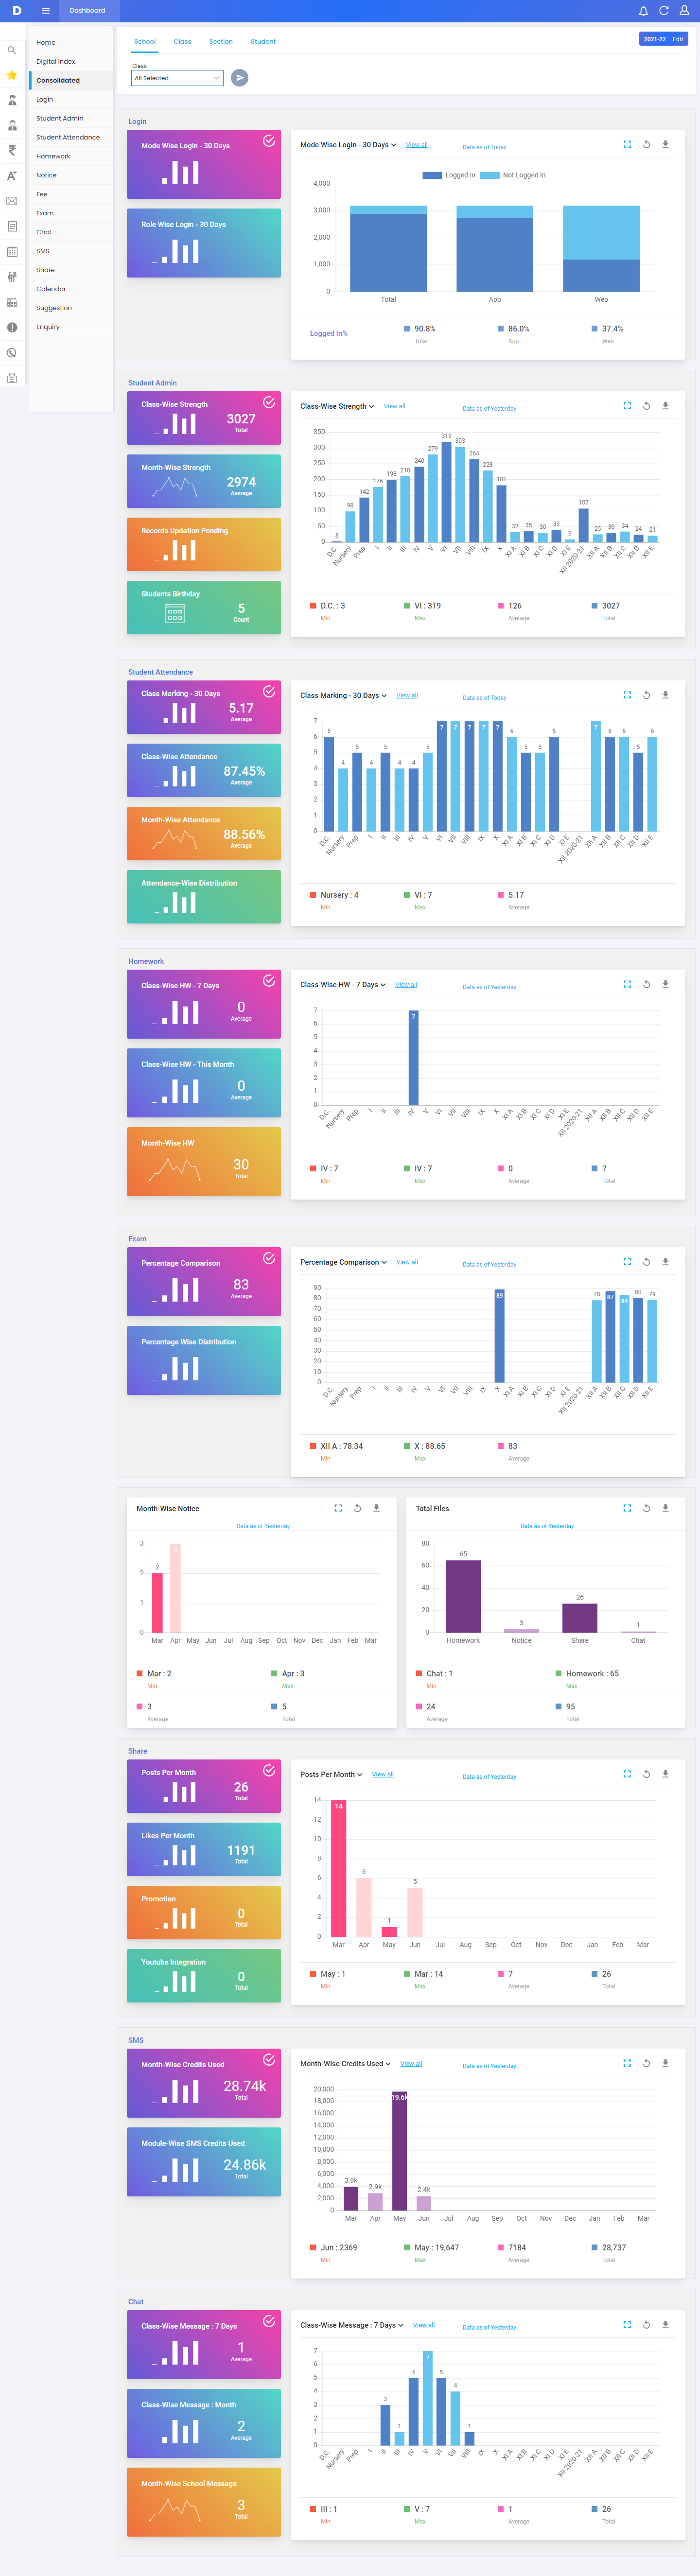 D Dashboard
Home
Digital Index
Consolidated
Login
Student Admin
Student Attendance
Homework
Notice
Fee
Exam
Chat
SMS
Share
Calendar
Suggestion
Enquiry
School Class Section Student
2021-22 Edit
Class
All Selected
Login
Mode Wise Login - 30 Days
Role Wise Login - 30 Days
Mode Wise Login - 30 Days View all Data as of Today
Logged In Not Logged In
4,000
3,000
2,000
1,000
0
Total App Web
Logged In% 90.8% 86.0% 37.4%
Total App Web
Student Admin
Class-Wise Strength
3027
Total
Month-Wise Strength
2974
Average
Records Updation Pending
Students Birthday
5
Count
Class-Wise Strength View all Data as of Yesterday
350
300
250
200
150
100
50
0
3 98 142 176 198 210 240 279 319 303 264 228 181 32 35 30 39 9 107 25 30 34 24 21
D.C. Nursery Prep I II III IV V VI VII VIII IX X XI A XI B XI C XI D XI E XII 2020-21 XII A XII B XII C XII D XII E
D.C. : 3 VI : 319 126 3027
Min Max Average Total
Student Attendance
Class Marking - 30 Days
5.17
Average
Class-Wise Attendance
87.45%
Average
Month-Wise Attendance
88.56%
Average
Attendance-Wise Distribution
Class Marking - 30 Days View all Data as of Today
7
6
5
4
3
2
1
0
6 4 5 4 5 4 4 5 7 7 7 7 7 6 5 5 6 7 6 6 5 6
D.C. Nursery Prep I II III IV V VI VII VIII IX X XI A XI B XI C XI D XI E XII 2020-21 XII A XII B XII C XII D XII E
Nursery : 4 VI : 7 5.17
Min Max Average
Homework
Class-Wise HW - 7 Days
0
Average
Class-Wise HW - This Month
0
Average
Month-Wise HW
30
Total
Class-Wise HW - 7 Days View all Data as of Yesterday
7
6
5
4
3
2
1
0
7
D.C. Nursery Prep I II III IV V VI VII VIII IX X XI A XI B XI C XI D XI E XII 2020-21 XII A XII B XII C XII D XII E
IV : 7 IV : 7 0 7
Min Max Average Total
Exam
Percentage Comparison
83
Average
Percentage Wise Distribution
Percentage Comparison View all Data as of Yesterday
90
80
70
60
50
40
30
20
10
0
89 78 87 84 80 79
D.C. Nursery Prep I II III IV V VI VII VIII IX X XI A XI B XI C XI D XI E XII 2020-21 XII A XII B XII C XII D XII E
XII A : 78.34 X : 88.65 83
Min Max Average
Month-Wise Notice
Data as of Yesterday
3
2
1
0
2 3
Mar Apr May Jun Jul Aug Sep Oct Nov Dec Jan Feb Mar
Mar : 2 Apr : 3
Min Max
3 5
Average Total
Total Files
Data as of Yesterday
80
60
40
20
0
65 3 26 1
Homework Notice Share Chat
Chat : 1 Homework : 65
Min Max
24 95
Average Total
Share
Posts Per Month
26
Total
Likes Per Month
1191
Total
Promotion
0
Total
Youtube Integration
0
Total
Posts Per Month View all Data as of Yesterday
14
12
10
8
6
4
2
0
14 6 1 5
Mar Apr May Jun Jul Aug Sep Oct Nov Dec Jan Feb Mar
May : 1 Mar : 14 7 26
Min Max Average Total
SMS
Month-Wise Credits Used
28.74k
Total
Module-Wise SMS Credits Used
24.86k
Total
Month-Wise Credits Used View all Data as of Yesterday
20,000
18,000
16,000
14,000
12,000
10,000
8,000
6,000
4,000
2,000
0
3.9k 2.9k 19.6k 2.4k
Mar Apr May Jun Jul Aug Sep Oct Nov Dec Jan Feb Mar
Jun : 2369 May : 19,647 7184 28,737
Min Max Average Total
Chat
Class-Wise Message : 7 Days
1
Average
Class-Wise Message : Month
2
Average
Month-Wise School Message
3
Total
Class-Wise Message : 7 Days View all Data as of Yesterday
7
6
5
4
3
2
1
0
3 1 5 7 5 4 1
D.C. Nursery Prep I II III IV V VI VII VIII IX X XI A XI B XI C XI D XI E XII 2020-21 XII A XII B XII C XII D XII E
III : 1 V : 7 1 26
Min Max Average Total